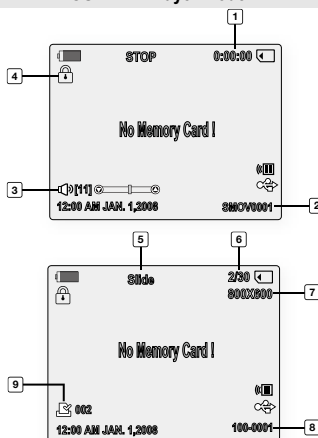 1
STOP
0:00:00
4
No Memory Card !
3
[11]
12:00 AM JAN. 1,2006
SMOV0001
2
5
6
Slide
2/30
800X600
7
No Memory Card !
9
002
12:00 AM JAN. 1,2006
100-0001
8